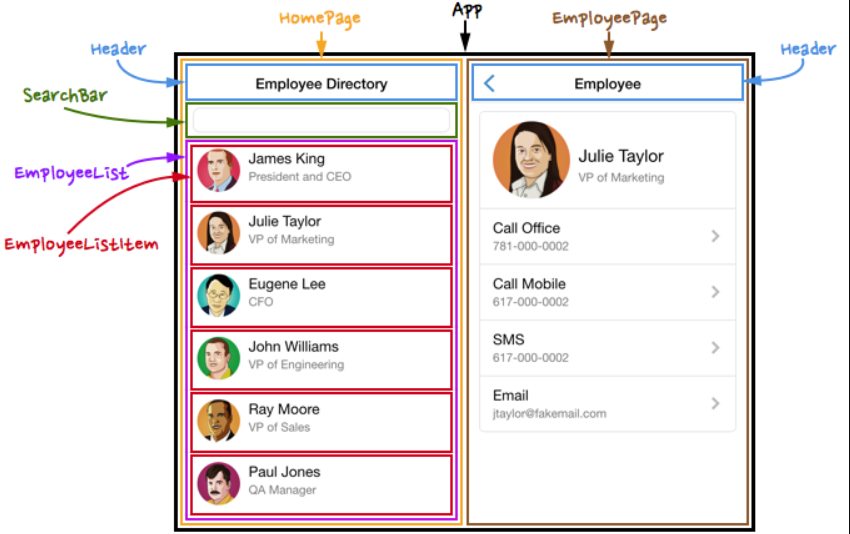 App
HomePage
EmployeePage
Header
Header
SearchBar
EmployeeList
EmployeeListItem
Employee Directory
James King
President and CEO
Julie Taylor
VP of Marketing
Eugene Lee
CFO
John Williams
VP of Engineering
Ray Moore
VP of Sales
Paul Jones
QA Manager
Employee
Julie Taylor
VP of Marketing
Call Office
781-000-0002
Call Mobile
617-000-0002
SMS
617-000-0002
Email
jtaylor@fakemail.com